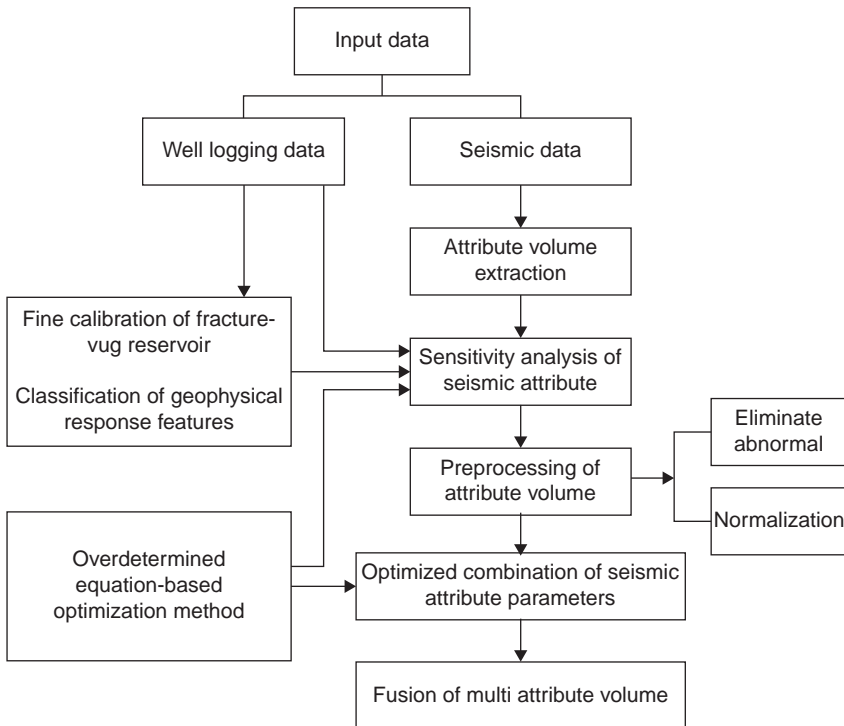 Input data
Well logging data
Seismic data
Attribute volume
extraction
Fine calibration of fracture-
vug reservoir
Classification of geophysical
response features
Sensitivity analysis of
seismic attribute
Eliminate
abnormal
Preprocessing of
attribute volume
Normalization
Overdetermined
equation-based
optimization method
Optimized combination of seismic
attribute parameters
Fusion of multi attribute volume